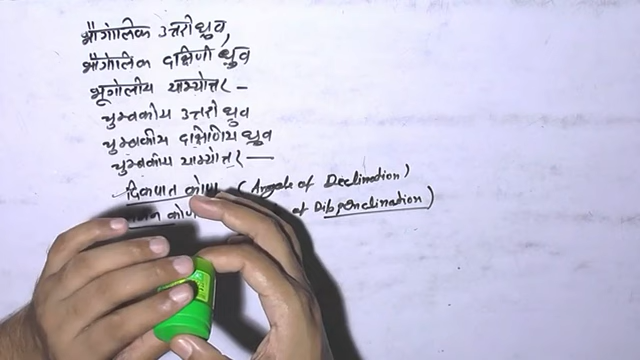 भौगोलिक उत्तरी ध्रुव,
भौगोलिक दक्षिणी ध्रुव
भूगोलीय याम्योत्तर —
चुम्बकीय उत्तरी ध्रुव
चुम्बकीय दक्षिणीय ध्रुव
चुम्बकीय याम्योत्तर —
दिक्पात कोण (Angle of Declination)
कोण of Dip